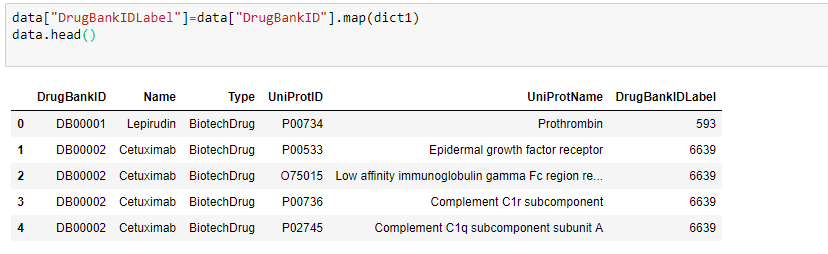 data["DrugBankIDLabel"]=data["DrugBankID"].map(dict1)
data.head()
DrugBankID Name Type UniProtID UniProtName DrugBankIDLabel
0 DB00001 Lepirudin BiotechDrug P00734 Prothrombin 593
1 DB00002 Cetuximab BiotechDrug P00533 Epidermal growth factor receptor 6639
2 DB00002 Cetuximab BiotechDrug O75015 Low affinity immunoglobulin gamma Fc region re... 6639
3 DB00002 Cetuximab BiotechDrug P00736 Complement C1r subcomponent 6639
4 DB00002 Cetuximab BiotechDrug P02745 Complement C1q subcomponent subunit A 6639